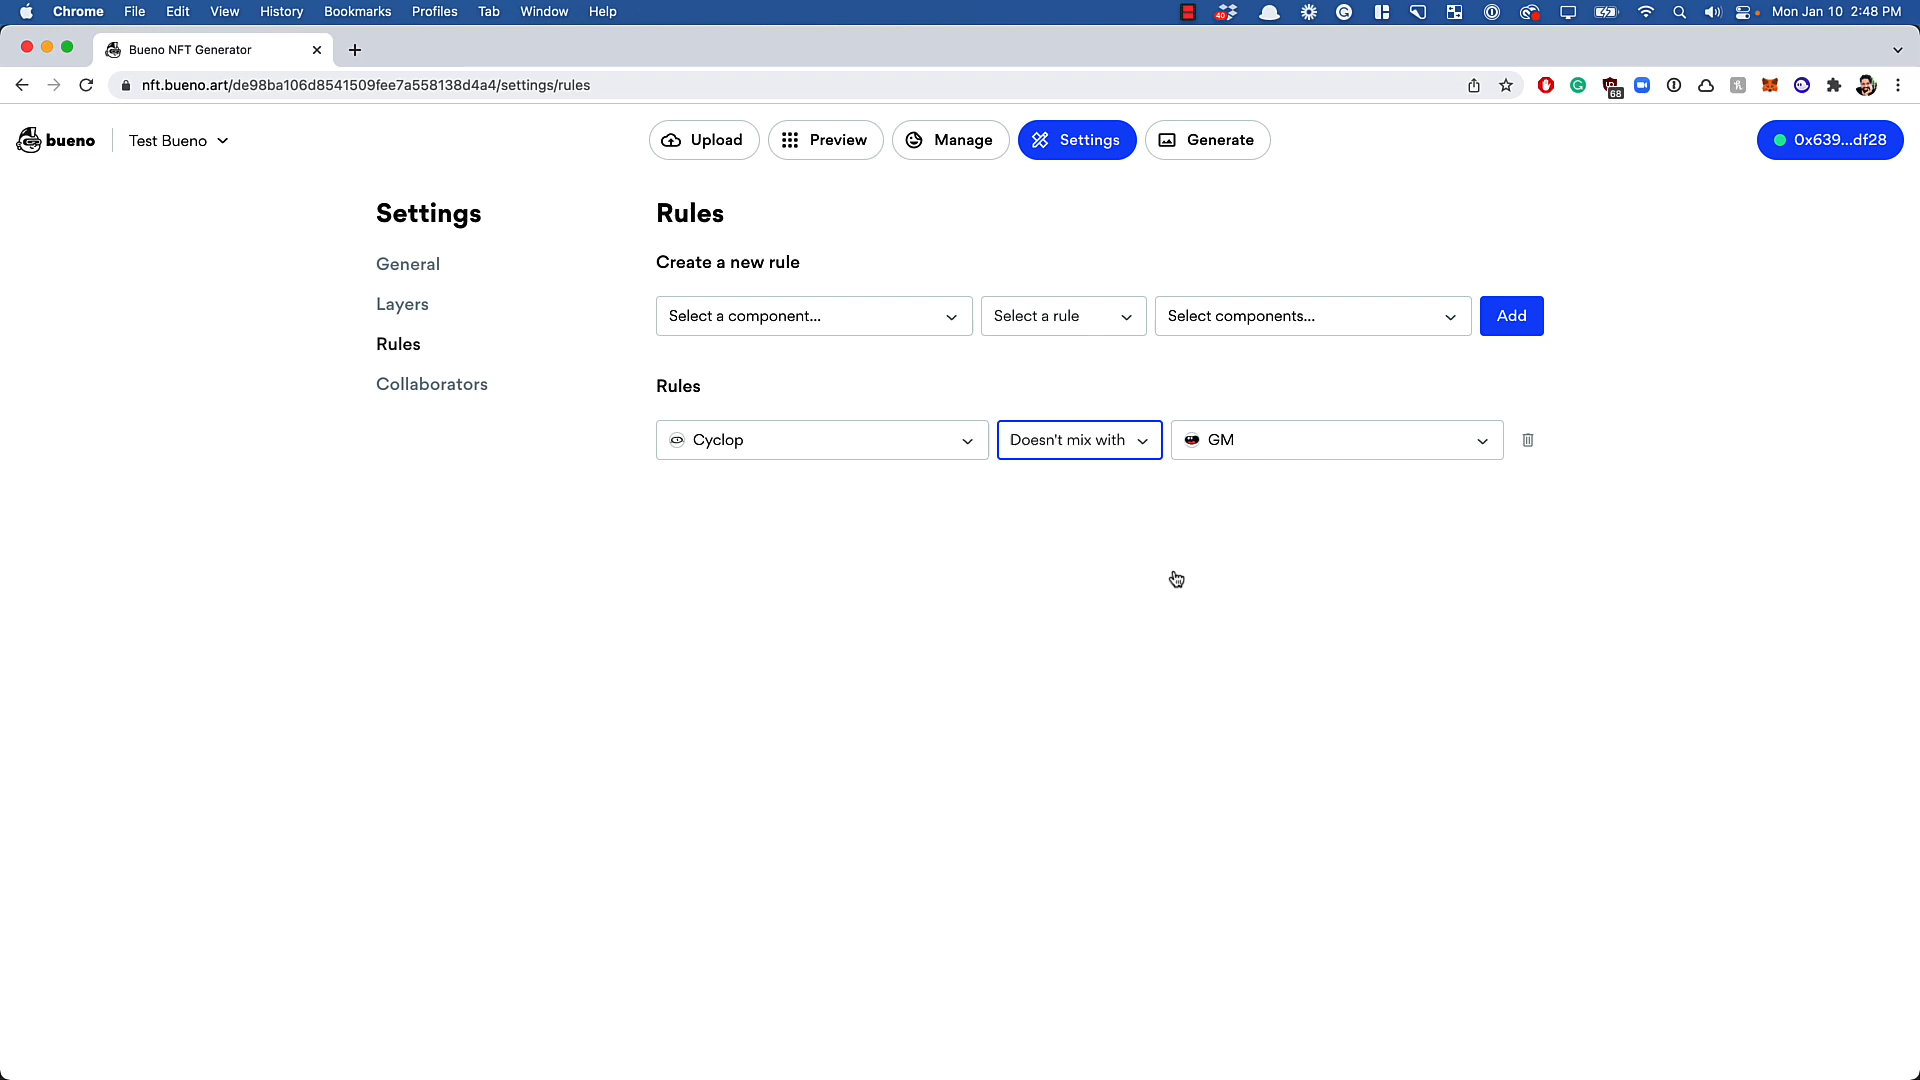 Chrome File Edit View History Bookmarks Profiles Tab Window Help 40 Mon Jan 10 2:48 PM
Bueno NFT Generator
nft.bueno.art/de98ba106d8541509fee7a558138d4a4/settings/rules 68
bueno Test Bueno Upload Preview Manage Settings Generate 0x639...df28
Settings Rules
General Create a new rule
Layers Select a component... Select a rule Select components... Add
Rules
Collaborators Rules
Cyclop Doesn't mix with GM